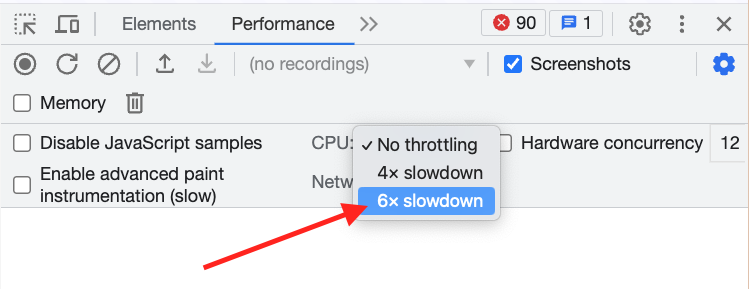 Elements Performance 90 1
(no recordings) Screenshots
Memory
Disable JavaScript samples CPU: ✓ No throttling Hardware concurrency 12
4× slowdown
Enable advanced paint instrumentation (slow) Netw
6× slowdown